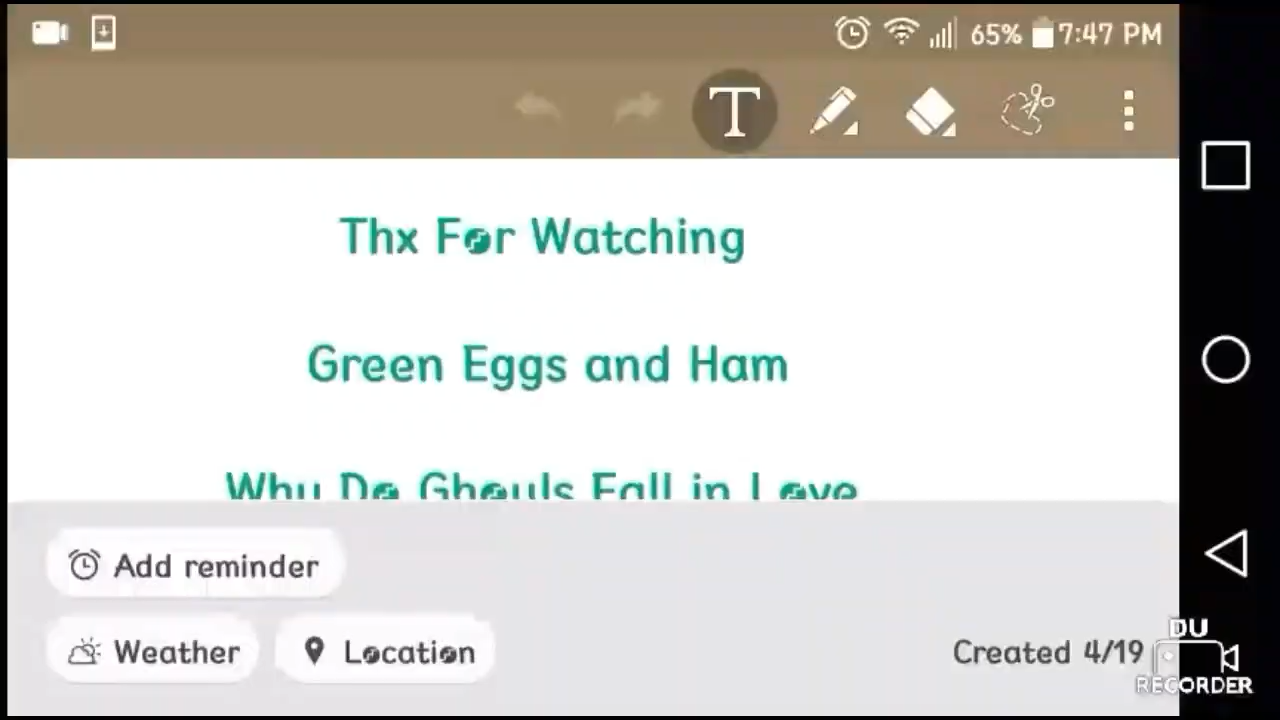 65% 7:47 PM
T
Thx For Watching
Green Eggs and Ham
Why Do Ghouls Fall in Love
Add reminder
Weather Location Created 4/19
DU
RECORDER